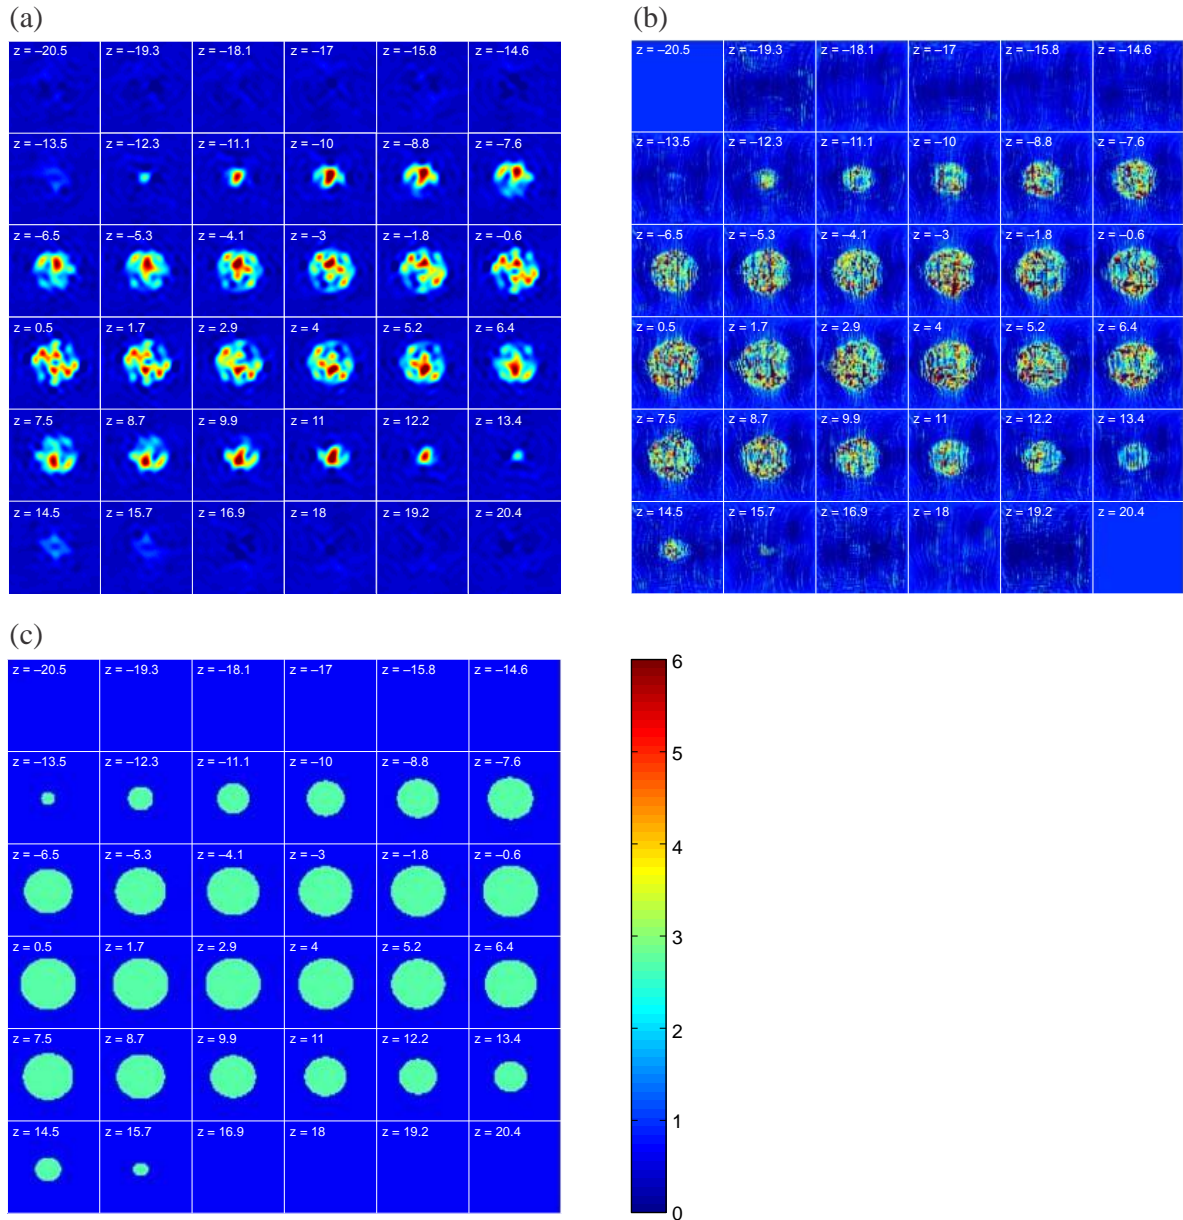 (a)
z = –20.5 z = –19.3 z = –18.1 z = –17 z = –15.8 z = –14.6
z = –13.5 z = –12.3 z = –11.1 z = –10 z = –8.8 z = –7.6
z = –6.5 z = –5.3 z = –4.1 z = –3 z = –1.8 z = –0.6
z = 0.5 z = 1.7 z = 2.9 z = 4 z = 5.2 z = 6.4
z = 7.5 z = 8.7 z = 9.9 z = 11 z = 12.2 z = 13.4
z = 14.5 z = 15.7 z = 16.9 z = 18 z = 19.2 z = 20.4
(b)
z = –20.5 z = –19.3 z = –18.1 z = –17 z = –15.8 z = –14.6
z = –13.5 z = –12.3 z = –11.1 z = –10 z = –8.8 z = –7.6
z = –6.5 z = –5.3 z = –4.1 z = –3 z = –1.8 z = –0.6
z = 0.5 z = 1.7 z = 2.9 z = 4 z = 5.2 z = 6.4
z = 7.5 z = 8.7 z = 9.9 z = 11 z = 12.2 z = 13.4
z = 14.5 z = 15.7 z = 16.9 z = 18 z = 19.2 z = 20.4
(c)
z = –20.5 z = –19.3 z = –18.1 z = –17 z = –15.8 z = –14.6
z = –13.5 z = –12.3 z = –11.1 z = –10 z = –8.8 z = –7.6
z = –6.5 z = –5.3 z = –4.1 z = –3 z = –1.8 z = –0.6
z = 0.5 z = 1.7 z = 2.9 z = 4 z = 5.2 z = 6.4
z = 7.5 z = 8.7 z = 9.9 z = 11 z = 12.2 z = 13.4
z = 14.5 z = 15.7 z = 16.9 z = 18 z = 19.2 z = 20.4
6
5
4
3
2
1
0